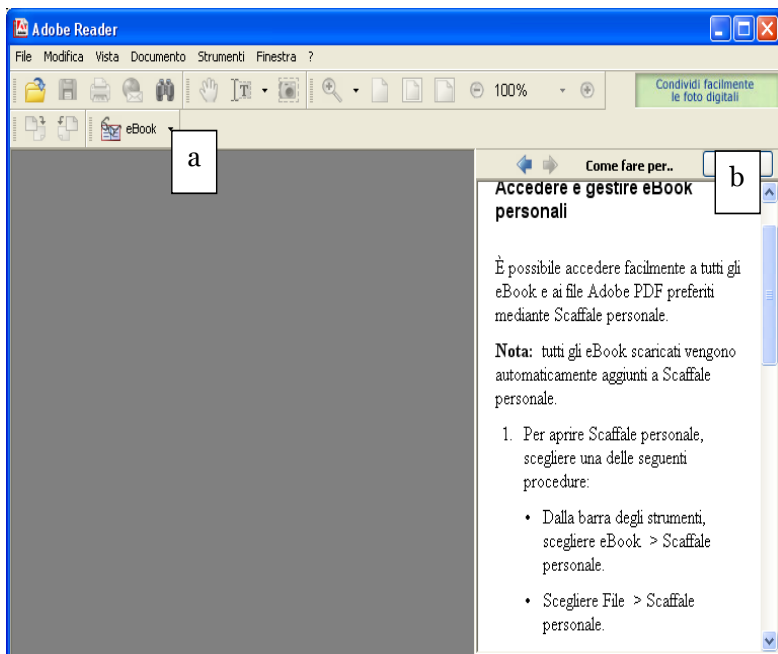 Adobe Reader
File Modifica Vista Documento Strumenti Finestra ?
100%
Condividi facilmente
le foto digitali
eBook
a
Come fare per..
b
Accedere e gestire eBook
personali
È possibile accedere facilmente a tutti gli
eBook e ai file Adobe PDF preferiti
mediante Scaffale personale.
Nota: tutti gli eBook scaricati vengono
automaticamente aggiunti a Scaffale
personale.
1. Per aprire Scaffale personale,
scegliere una delle seguenti
procedure:
• Dalla barra degli strumenti,
scegliere eBook > Scaffale
personale.
• Scegliere File > Scaffale
personale.